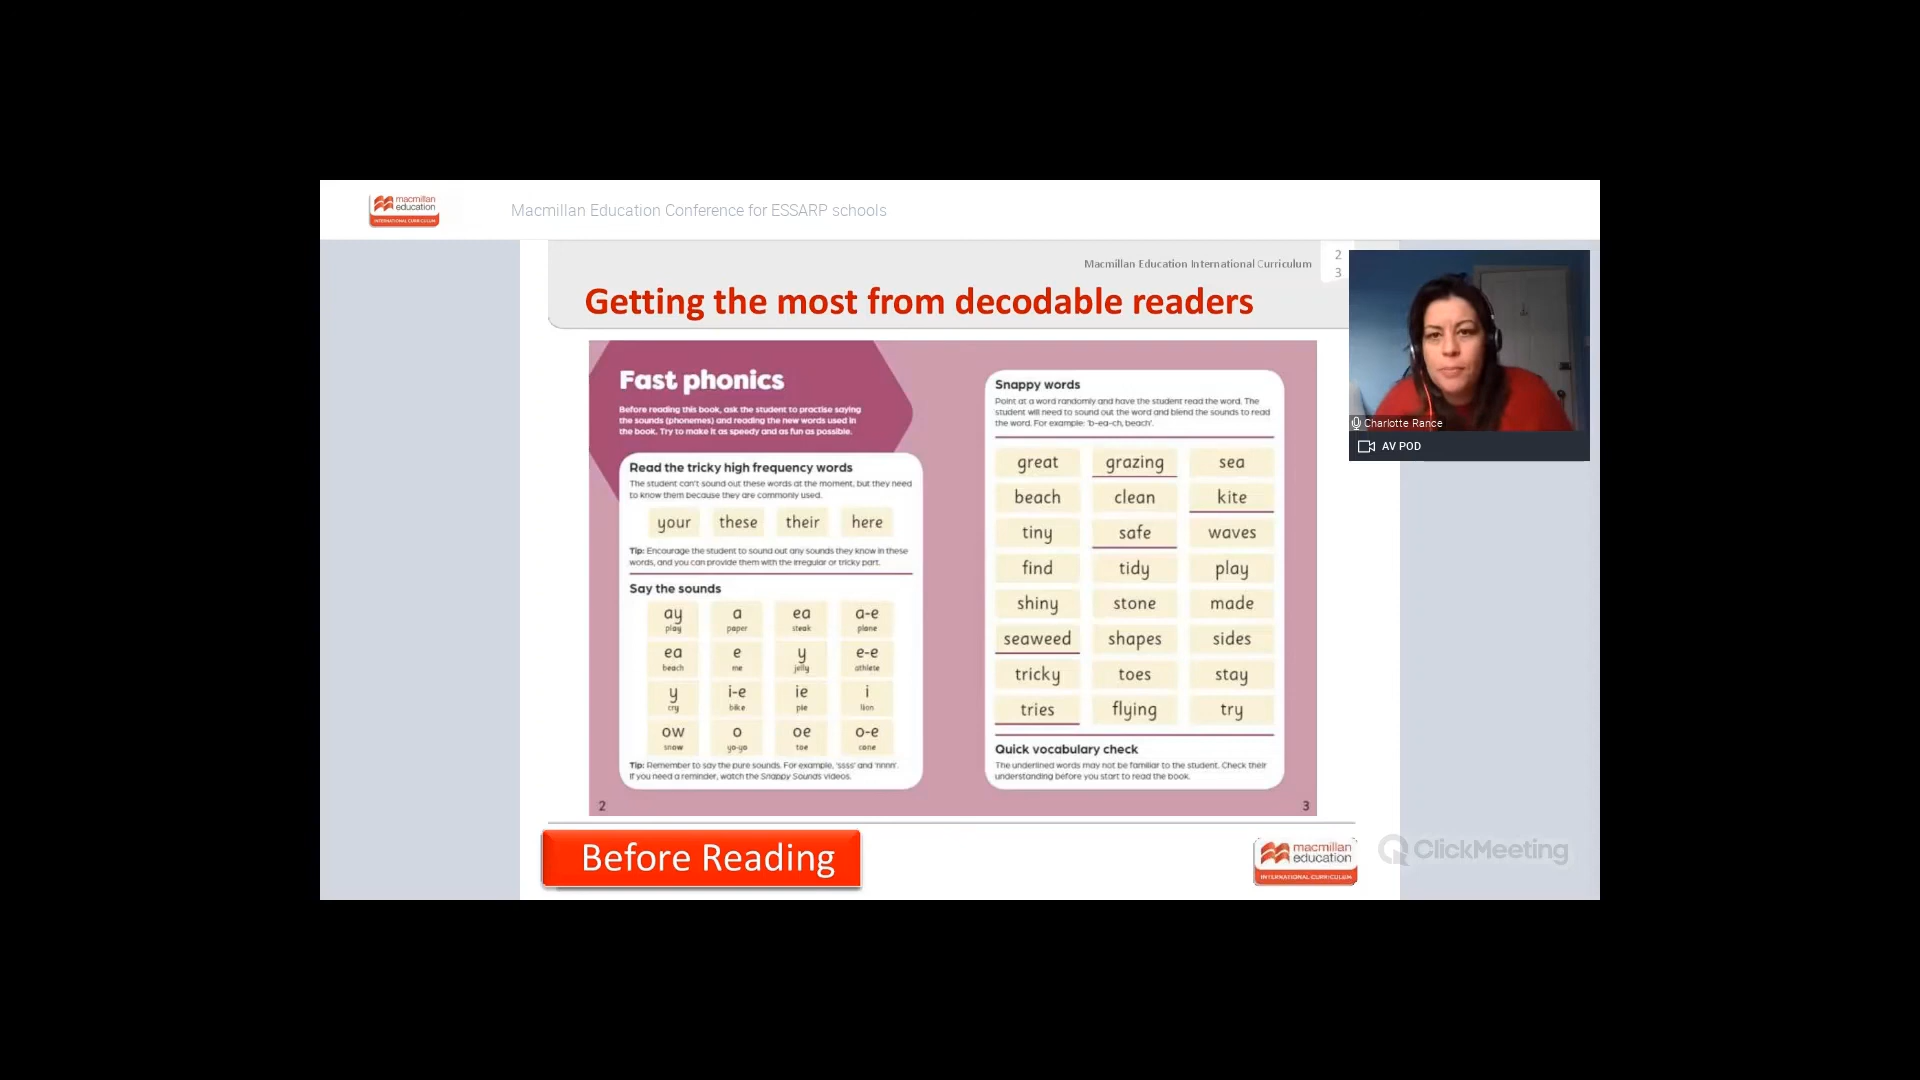 macmillan
education
INTERNATIONAL CURRICULUM
Macmillan Education Conference for ESSARP schools
Macmillan Education International Curriculum
2
3
Getting the most from decodable readers
Fast phonics
Before reading this book, ask the student to practise saying
the sounds (phonemes) and reading the new words used in
the book. Try to make it as speedy and as fun as possible.
Read the tricky high frequency words
The student can't sound out these words at the moment, but they need
to know them because they are commonly used.
your these their here
Tip: Encourage the student to sound out any sounds they know in these
words, and you can provide them with the irregular or tricky part.
Say the sounds
ay a ea a-e
play paper steak plane
ea e y e-e
beach me jelly athlete
y i-e ie i
cry bike pie lion
ow o oe o-e
snow yo-yo toe cone
Tip: Remember to say the pure sounds. For example, 'ssss' and 'nnnn'.
If you need a reminder, watch the Snappy Sounds videos.
2
Snappy words
Point at a word randomly and have the student read the word. The
student will need to sound out the word and blend the sounds to read
the word. For example: 'b-ea-ch, beach'.
great grazing sea
beach clean kite
tiny safe waves
find tidy play
shiny stone made
seaweed shapes sides
tricky toes stay
tries flying try
Quick vocabulary check
The underlined words may not be familiar to the student. Check their
understanding before you start to read the book.
3
Charlotte Rance
AV POD
Before Reading
macmillan
education
INTERNATIONAL CURRICULUM
ClickMeeting